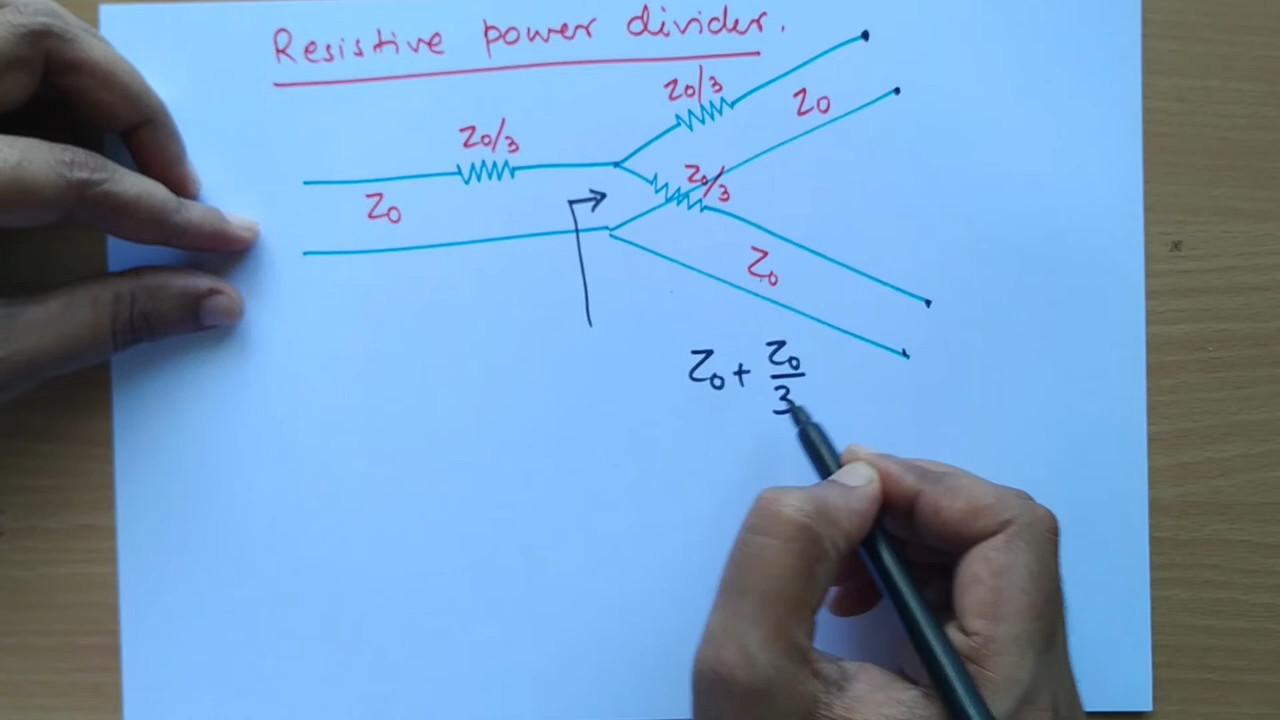 Resistive power divider.
Z0/3
Z0/3
Z0
Z0/3
Z0
Z0
Z0 + Z0/3